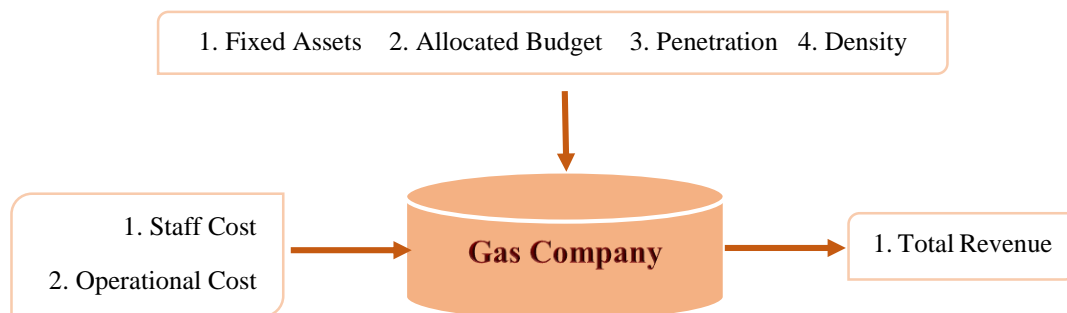 1. Fixed Assets 2. Allocated Budget 3. Penetration 4. Density
1. Staff Cost
2. Operational Cost
Gas Company
1. Total Revenue